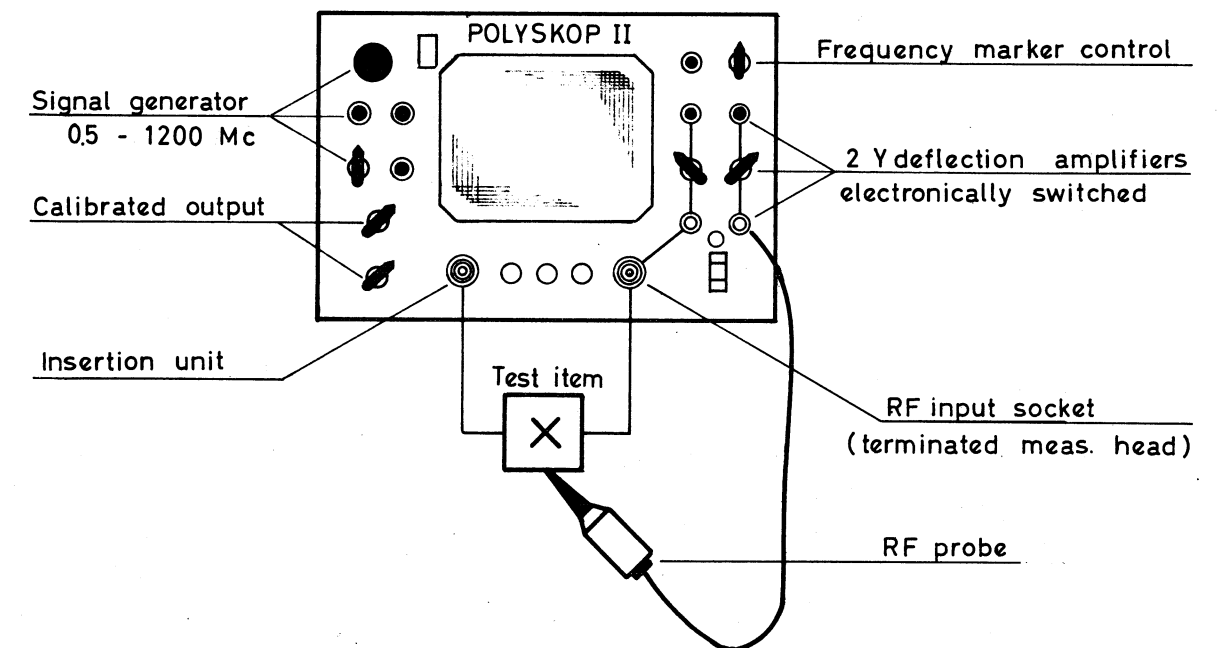 POLYSKOP II
Frequency marker control
Signal generator
0,5 - 1200 Mc
2 Y deflection amplifiers
electronically switched
Calibrated output
Insertion unit
Test item
RF input socket
(terminated meas. head)
RF probe